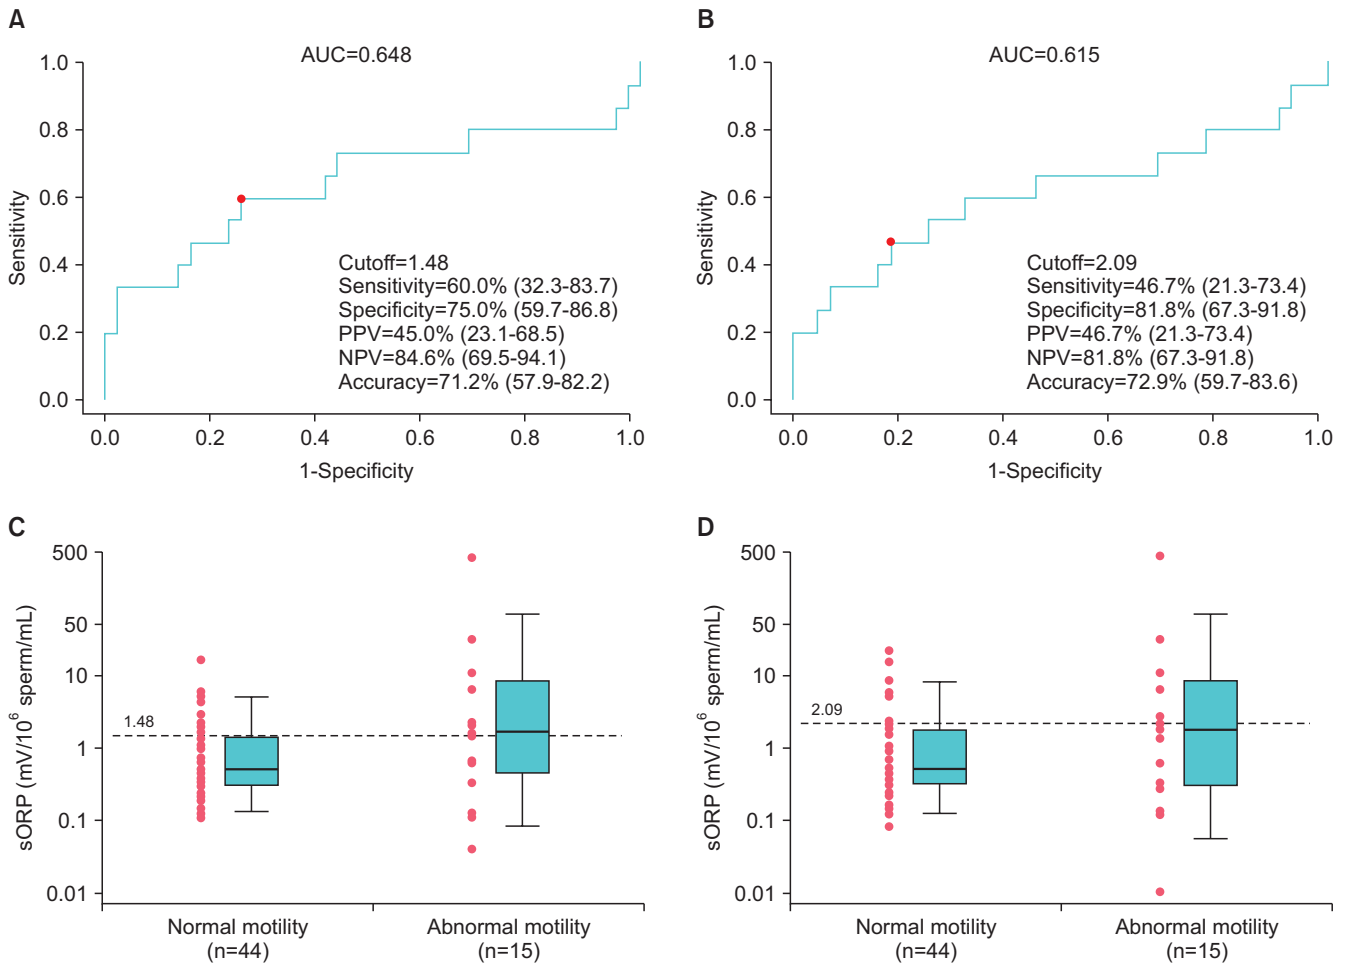 A
AUC=0.648
1.0
0.8
0.6
0.4
0.2
0.0
Sensitivity
Cutoff=1.48
Sensitivity=60.0% (32.3-83.7)
Specificity=75.0% (59.7-86.8)
PPV=45.0% (23.1-68.5)
NPV=84.6% (69.5-94.1)
Accuracy=71.2% (57.9-82.2)
0.0 0.2 0.4 0.6 0.8 1.0
1-Specificity
B
AUC=0.615
1.0
0.8
0.6
0.4
0.2
0.0
Sensitivity
Cutoff=2.09
Sensitivity=46.7% (21.3-73.4)
Specificity=81.8% (67.3-91.8)
PPV=46.7% (21.3-73.4)
NPV=81.8% (67.3-91.8)
Accuracy=72.9% (59.7-83.6)
0.0 0.2 0.4 0.6 0.8 1.0
1-Specificity
C
500
50
10
1
0.1
0.01
sORP (mV/10⁶ sperm/mL)
1.48
Normal motility
(n=44)
Abnormal motility
(n=15)
D
500
50
10
1
0.1
0.01
sORP (mV/10⁶ sperm/mL)
2.09
Normal motility
(n=44)
Abnormal motility
(n=15)